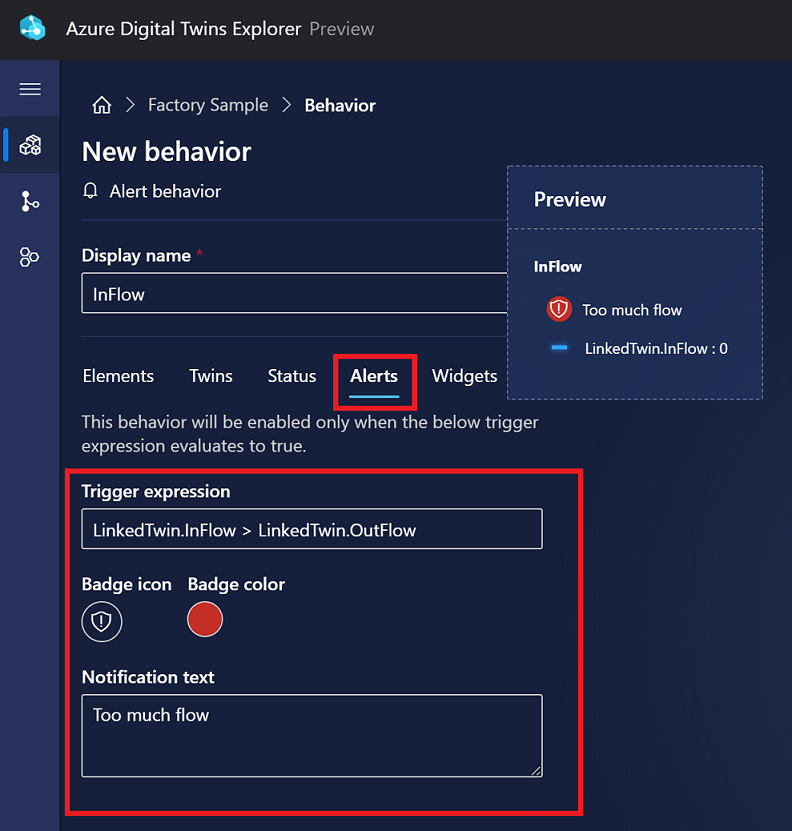 Azure Digital Twins Explorer Preview
Factory Sample Behavior
New behavior
Alert behavior
Preview
Display name *
InFlow
InFlow
Too much flow
LinkedTwin.InFlow : 0
Elements Twins Status Alerts Widgets
This behavior will be enabled only when the below trigger
expression evaluates to true.
Trigger expression
LinkedTwin.InFlow > LinkedTwin.OutFlow
Badge icon Badge color
Notification text
Too much flow